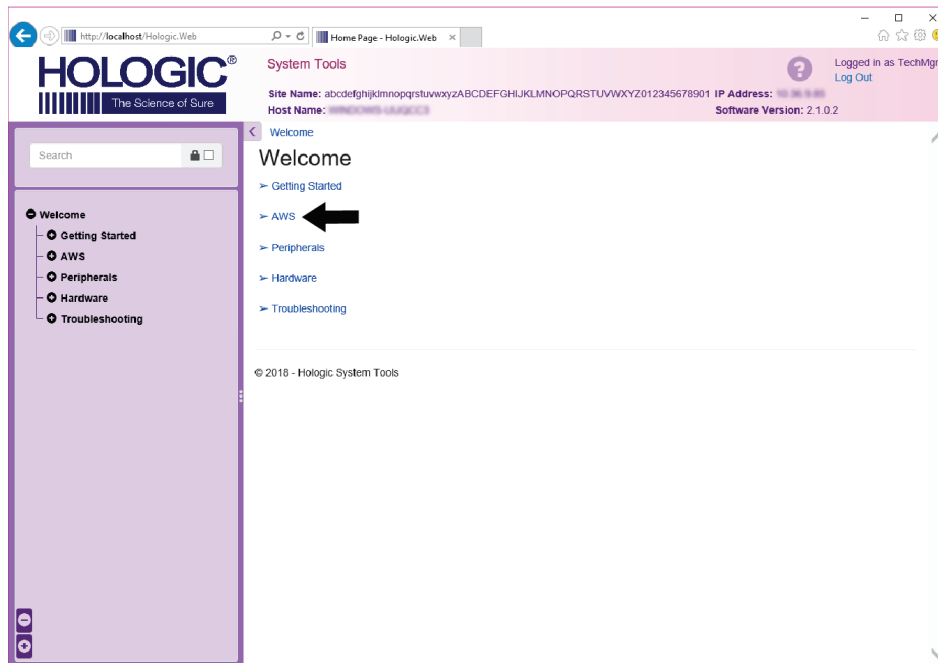 http://localhost/Hologic.Web
Home Page - Hologic.Web
HOLOGIC®
The Science of Sure
System Tools
Logged in as TechMgr
Log Out
Site Name: abcdefghijklmnopqrstuvwxyzABCDEFGHIJKLMNOPQRSTUVWXYZ012345678901 IP Address:
Host Name:
Software Version: 2.1.0.2
Search
Welcome
Getting Started
AWS
Peripherals
Hardware
Troubleshooting
Welcome
Welcome
➢ Getting Started
➢ AWS
➢ Peripherals
➢ Hardware
➢ Troubleshooting
© 2018 - Hologic System Tools